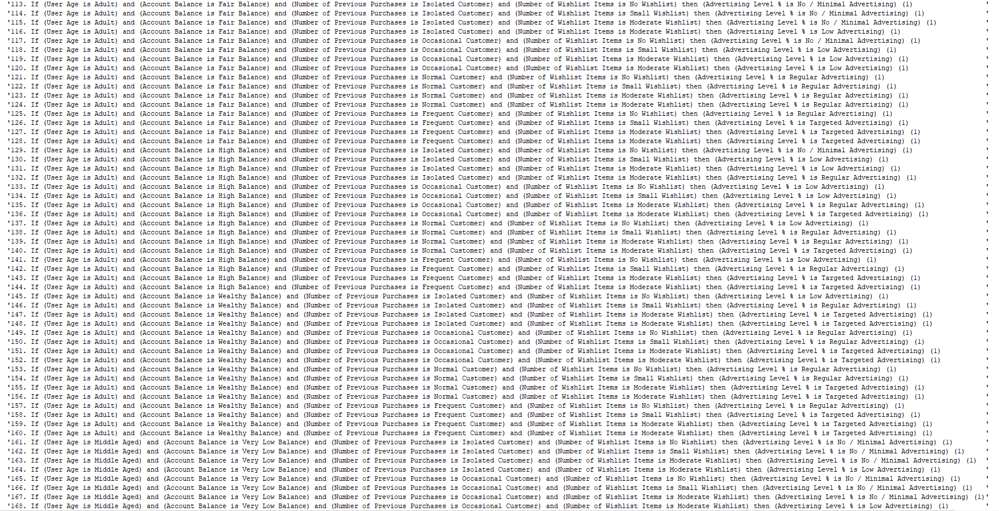 '113. If (User Age is Adult) and (Account Balance is Fair Balance) and (Number of Previous Purchases is Isolated Customer) and (Number of Wishlist Items is No Wishlist) then (Advertising Level % is No / Minimal Advertising) (1) '
'114. If (User Age is Adult) and (Account Balance is Fair Balance) and (Number of Previous Purchases is Isolated Customer) and (Number of Wishlist Items is Small Wishlist) then (Advertising Level % is No / Minimal Advertising) (1) '
'115. If (User Age is Adult) and (Account Balance is Fair Balance) and (Number of Previous Purchases is Isolated Customer) and (Number of Wishlist Items is Moderate Wishlist) then (Advertising Level % is No / Minimal Advertising) (1) '
'116. If (User Age is Adult) and (Account Balance is Fair Balance) and (Number of Previous Purchases is Isolated Customer) and (Number of Wishlist Items is Moderate Wishlist) then (Advertising Level % is Low Advertising) (1) '
'117. If (User Age is Adult) and (Account Balance is Fair Balance) and (Number of Previous Purchases is Occasional Customer) and (Number of Wishlist Items is No Wishlist) then (Advertising Level % is No / Minimal Advertising) (1) '
'118. If (User Age is Adult) and (Account Balance is Fair Balance) and (Number of Previous Purchases is Occasional Customer) and (Number of Wishlist Items is Small Wishlist) then (Advertising Level % is Low Advertising) (1) '
'119. If (User Age is Adult) and (Account Balance is Fair Balance) and (Number of Previous Purchases is Occasional Customer) and (Number of Wishlist Items is Moderate Wishlist) then (Advertising Level % is Low Advertising) (1) '
'120. If (User Age is Adult) and (Account Balance is Fair Balance) and (Number of Previous Purchases is Occasional Customer) and (Number of Wishlist Items is Moderate Wishlist) then (Advertising Level % is Low Advertising) (1) '
'121. If (User Age is Adult) and (Account Balance is Fair Balance) and (Number of Previous Purchases is Normal Customer) and (Number of Wishlist Items is No Wishlist) then (Advertising Level % is Regular Advertising) (1) '
'122. If (User Age is Adult) and (Account Balance is Fair Balance) and (Number of Previous Purchases is Normal Customer) and (Number of Wishlist Items is Small Wishlist) then (Advertising Level % is Regular Advertising) (1) '
'123. If (User Age is Adult) and (Account Balance is Fair Balance) and (Number of Previous Purchases is Normal Customer) and (Number of Wishlist Items is Moderate Wishlist) then (Advertising Level % is Regular Advertising) (1) '
'124. If (User Age is Adult) and (Account Balance is Fair Balance) and (Number of Previous Purchases is Normal Customer) and (Number of Wishlist Items is Moderate Wishlist) then (Advertising Level % is Regular Advertising) (1) '
'125. If (User Age is Adult) and (Account Balance is Fair Balance) and (Number of Previous Purchases is Frequent Customer) and (Number of Wishlist Items is No Wishlist) then (Advertising Level % is Regular Advertising) (1) '
'126. If (User Age is Adult) and (Account Balance is Fair Balance) and (Number of Previous Purchases is Frequent Customer) and (Number of Wishlist Items is Small Wishlist) then (Advertising Level % is Targeted Advertising) (1) '
'127. If (User Age is Adult) and (Account Balance is Fair Balance) and (Number of Previous Purchases is Frequent Customer) and (Number of Wishlist Items is Moderate Wishlist) then (Advertising Level % is Targeted Advertising) (1) '
'128. If (User Age is Adult) and (Account Balance is Fair Balance) and (Number of Previous Purchases is Frequent Customer) and (Number of Wishlist Items is Moderate Wishlist) then (Advertising Level % is Targeted Advertising) (1) '
'129. If (User Age is Adult) and (Account Balance is High Balance) and (Number of Previous Purchases is Isolated Customer) and (Number of Wishlist Items is No Wishlist) then (Advertising Level % is No / Minimal Advertising) (1) '
'130. If (User Age is Adult) and (Account Balance is High Balance) and (Number of Previous Purchases is Isolated Customer) and (Number of Wishlist Items is Small Wishlist) then (Advertising Level % is Low Advertising) (1) '
'131. If (User Age is Adult) and (Account Balance is High Balance) and (Number of Previous Purchases is Isolated Customer) and (Number of Wishlist Items is Moderate Wishlist) then (Advertising Level % is Low Advertising) (1) '
'132. If (User Age is Adult) and (Account Balance is High Balance) and (Number of Previous Purchases is Isolated Customer) and (Number of Wishlist Items is Moderate Wishlist) then (Advertising Level % is Regular Advertising) (1) '
'133. If (User Age is Adult) and (Account Balance is High Balance) and (Number of Previous Purchases is Occasional Customer) and (Number of Wishlist Items is No Wishlist) then (Advertising Level % is Low Advertising) (1) '
'134. If (User Age is Adult) and (Account Balance is High Balance) and (Number of Previous Purchases is Occasional Customer) and (Number of Wishlist Items is Small Wishlist) then (Advertising Level % is Low Advertising) (1) '
'135. If (User Age is Adult) and (Account Balance is High Balance) and (Number of Previous Purchases is Occasional Customer) and (Number of Wishlist Items is Moderate Wishlist) then (Advertising Level % is Regular Advertising) (1) '
'136. If (User Age is Adult) and (Account Balance is High Balance) and (Number of Previous Purchases is Occasional Customer) and (Number of Wishlist Items is Moderate Wishlist) then (Advertising Level % is Targeted Advertising) (1) '
'137. If (User Age is Adult) and (Account Balance is High Balance) and (Number of Previous Purchases is Normal Customer) and (Number of Wishlist Items is No Wishlist) then (Advertising Level % is Low Advertising) (1) '
'138. If (User Age is Adult) and (Account Balance is High Balance) and (Number of Previous Purchases is Normal Customer) and (Number of Wishlist Items is Small Wishlist) then (Advertising Level % is Regular Advertising) (1) '
'139. If (User Age is Adult) and (Account Balance is High Balance) and (Number of Previous Purchases is Normal Customer) and (Number of Wishlist Items is Moderate Wishlist) then (Advertising Level % is Regular Advertising) (1) '
'140. If (User Age is Adult) and (Account Balance is High Balance) and (Number of Previous Purchases is Normal Customer) and (Number of Wishlist Items is Moderate Wishlist) then (Advertising Level % is Targeted Advertising) (1) '
'141. If (User Age is Adult) and (Account Balance is High Balance) and (Number of Previous Purchases is Frequent Customer) and (Number of Wishlist Items is No Wishlist) then (Advertising Level % is Low Advertising) (1) '
'142. If (User Age is Adult) and (Account Balance is High Balance) and (Number of Previous Purchases is Frequent Customer) and (Number of Wishlist Items is Small Wishlist) then (Advertising Level % is Regular Advertising) (1) '
'143. If (User Age is Adult) and (Account Balance is High Balance) and (Number of Previous Purchases is Frequent Customer) and (Number of Wishlist Items is Moderate Wishlist) then (Advertising Level % is Targeted Advertising) (1) '
'144. If (User Age is Adult) and (Account Balance is High Balance) and (Number of Previous Purchases is Frequent Customer) and (Number of Wishlist Items is Moderate Wishlist) then (Advertising Level % is Targeted Advertising) (1) '
'145. If (User Age is Adult) and (Account Balance is Wealthy Balance) and (Number of Previous Purchases is Isolated Customer) and (Number of Wishlist Items is No Wishlist) then (Advertising Level % is Low Advertising) (1) '
'146. If (User Age is Adult) and (Account Balance is Wealthy Balance) and (Number of Previous Purchases is Isolated Customer) and (Number of Wishlist Items is Small Wishlist) then (Advertising Level % is Regular Advertising) (1) '
'147. If (User Age is Adult) and (Account Balance is Wealthy Balance) and (Number of Previous Purchases is Isolated Customer) and (Number of Wishlist Items is Moderate Wishlist) then (Advertising Level % is Targeted Advertising) (1) '
'148. If (User Age is Adult) and (Account Balance is Wealthy Balance) and (Number of Previous Purchases is Isolated Customer) and (Number of Wishlist Items is Moderate Wishlist) then (Advertising Level % is Targeted Advertising) (1) '
'149. If (User Age is Adult) and (Account Balance is Wealthy Balance) and (Number of Previous Purchases is Occasional Customer) and (Number of Wishlist Items is No Wishlist) then (Advertising Level % is Regular Advertising) (1) '
'150. If (User Age is Adult) and (Account Balance is Wealthy Balance) and (Number of Previous Purchases is Occasional Customer) and (Number of Wishlist Items is Small Wishlist) then (Advertising Level % is Regular Advertising) (1) '
'151. If (User Age is Adult) and (Account Balance is Wealthy Balance) and (Number of Previous Purchases is Occasional Customer) and (Number of Wishlist Items is Moderate Wishlist) then (Advertising Level % is Targeted Advertising) (1) '
'152. If (User Age is Adult) and (Account Balance is Wealthy Balance) and (Number of Previous Purchases is Occasional Customer) and (Number of Wishlist Items is Moderate Wishlist) then (Advertising Level % is Targeted Advertising) (1) '
'153. If (User Age is Adult) and (Account Balance is Wealthy Balance) and (Number of Previous Purchases is Normal Customer) and (Number of Wishlist Items is No Wishlist) then (Advertising Level % is Regular Advertising) (1) '
'154. If (User Age is Adult) and (Account Balance is Wealthy Balance) and (Number of Previous Purchases is Normal Customer) and (Number of Wishlist Items is Small Wishlist) then (Advertising Level % is Regular Advertising) (1) '
'155. If (User Age is Adult) and (Account Balance is Wealthy Balance) and (Number of Previous Purchases is Normal Customer) and (Number of Wishlist Items is Moderate Wishlist) then (Advertising Level % is Targeted Advertising) (1) '
'156. If (User Age is Adult) and (Account Balance is Wealthy Balance) and (Number of Previous Purchases is Normal Customer) and (Number of Wishlist Items is Moderate Wishlist) then (Advertising Level % is Targeted Advertising) (1) '
'157. If (User Age is Adult) and (Account Balance is Wealthy Balance) and (Number of Previous Purchases is Frequent Customer) and (Number of Wishlist Items is No Wishlist) then (Advertising Level % is Regular Advertising) (1) '
'158. If (User Age is Adult) and (Account Balance is Wealthy Balance) and (Number of Previous Purchases is Frequent Customer) and (Number of Wishlist Items is Small Wishlist) then (Advertising Level % is Targeted Advertising) (1) '
'159. If (User Age is Adult) and (Account Balance is Wealthy Balance) and (Number of Previous Purchases is Frequent Customer) and (Number of Wishlist Items is Moderate Wishlist) then (Advertising Level % is Targeted Advertising) (1) '
'160. If (User Age is Adult) and (Account Balance is Wealthy Balance) and (Number of Previous Purchases is Frequent Customer) and (Number of Wishlist Items is Moderate Wishlist) then (Advertising Level % is Targeted Advertising) (1) '
'161. If (User Age is Middle Aged) and (Account Balance is Very Low Balance) and (Number of Previous Purchases is Isolated Customer) and (Number of Wishlist Items is No Wishlist) then (Advertising Level % is No / Minimal Advertising) (1) '
'162. If (User Age is Middle Aged) and (Account Balance is Very Low Balance) and (Number of Previous Purchases is Isolated Customer) and (Number of Wishlist Items is Small Wishlist) then (Advertising Level % is No / Minimal Advertising) (1) '
'163. If (User Age is Middle Aged) and (Account Balance is Very Low Balance) and (Number of Previous Purchases is Isolated Customer) and (Number of Wishlist Items is Moderate Wishlist) then (Advertising Level % is No / Minimal Advertising) (1) '
'164. If (User Age is Middle Aged) and (Account Balance is Very Low Balance) and (Number of Previous Purchases is Isolated Customer) and (Number of Wishlist Items is Moderate Wishlist) then (Advertising Level % is Low Advertising) (1) '
'165. If (User Age is Middle Aged) and (Account Balance is Very Low Balance) and (Number of Previous Purchases is Occasional Customer) and (Number of Wishlist Items is No Wishlist) then (Advertising Level % is No / Minimal Advertising) (1) '
'166. If (User Age is Middle Aged) and (Account Balance is Very Low Balance) and (Number of Previous Purchases is Occasional Customer) and (Number of Wishlist Items is Small Wishlist) then (Advertising Level % is No / Minimal Advertising) (1) '
'167. If (User Age is Middle Aged) and (Account Balance is Very Low Balance) and (Number of Previous Purchases is Occasional Customer) and (Number of Wishlist Items is Moderate Wishlist) then (Advertising Level % is No / Minimal Advertising) (1)'
'168. If (User Age is Middle Aged) and (Account Balance is Very Low Balance) and (Number of Previous Purchases is Occasional Customer) and (Number of Wishlist Items is Moderate Wishlist) then (Advertising Level % is Low Advertising) (1) '